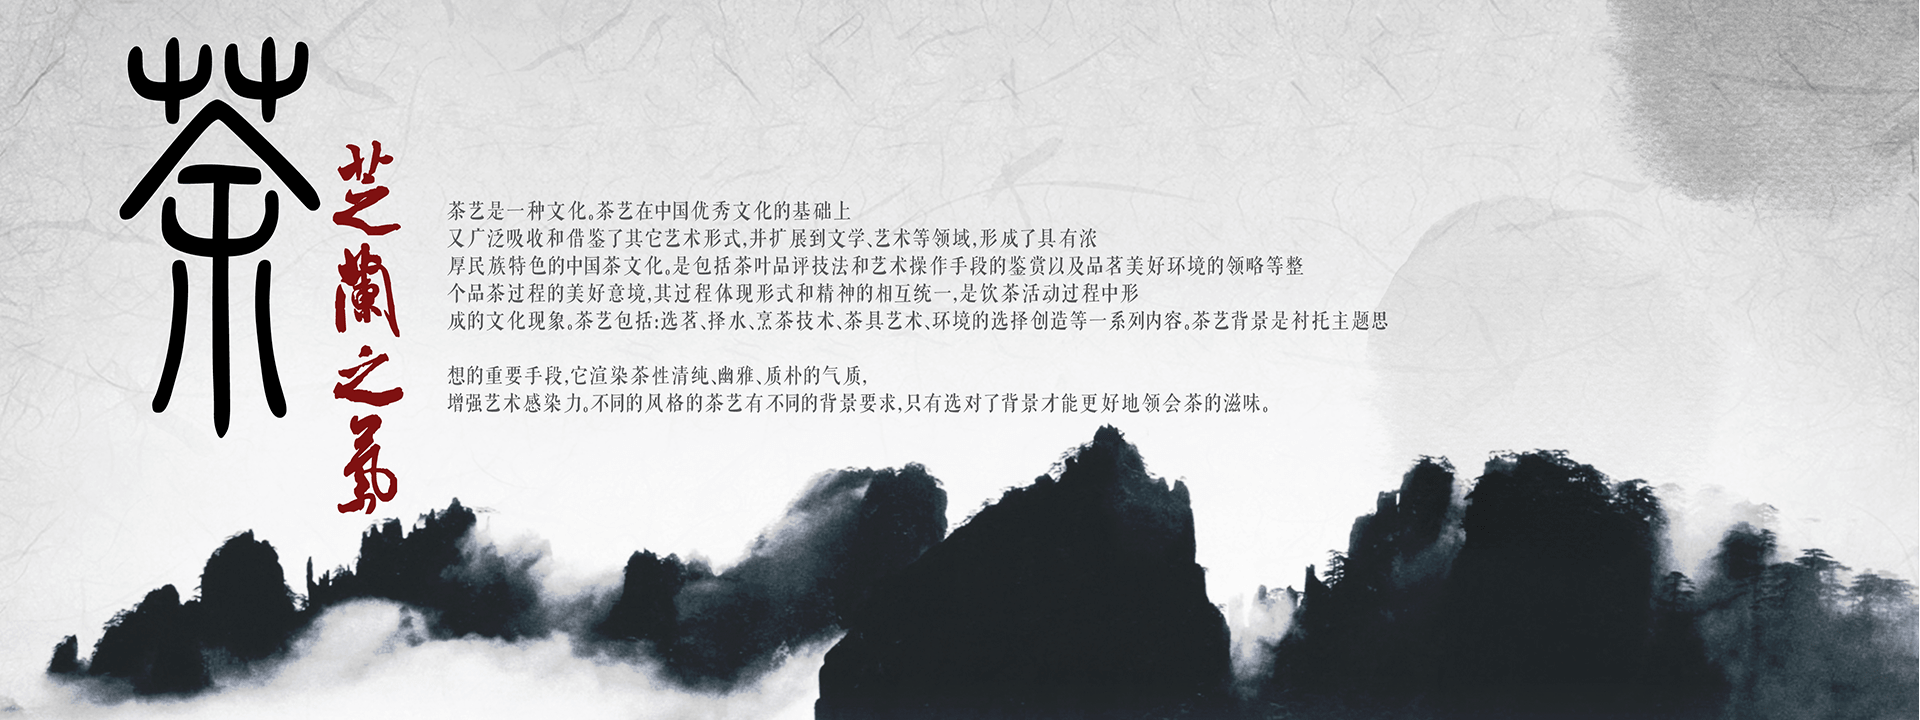 茶
芝蘭之氣
茶艺是一种文化。茶艺在中国优秀文化的基础上
又广泛吸收和借鉴了其它艺术形式,并扩展到文学、艺术等领域,形成了具有浓
厚民族特色的中国茶文化。是包括茶叶品评技法和艺术操作手段的鉴赏以及品茗美好环境的领略等整
个品茶过程的美好意境,其过程体现形式和精神的相互统一,是饮茶活动过程中形
成的文化现象。茶艺包括:选茗、择水、烹茶技术、茶具艺术、环境的选择创造等一系列内容。茶艺背景是衬托主题思
想的重要手段,它渲染茶性清纯、幽雅、质朴的气质,
增强艺术感染力。不同的风格的茶艺有不同的背景要求,只有选对了背景才能更好地领会茶的滋味。